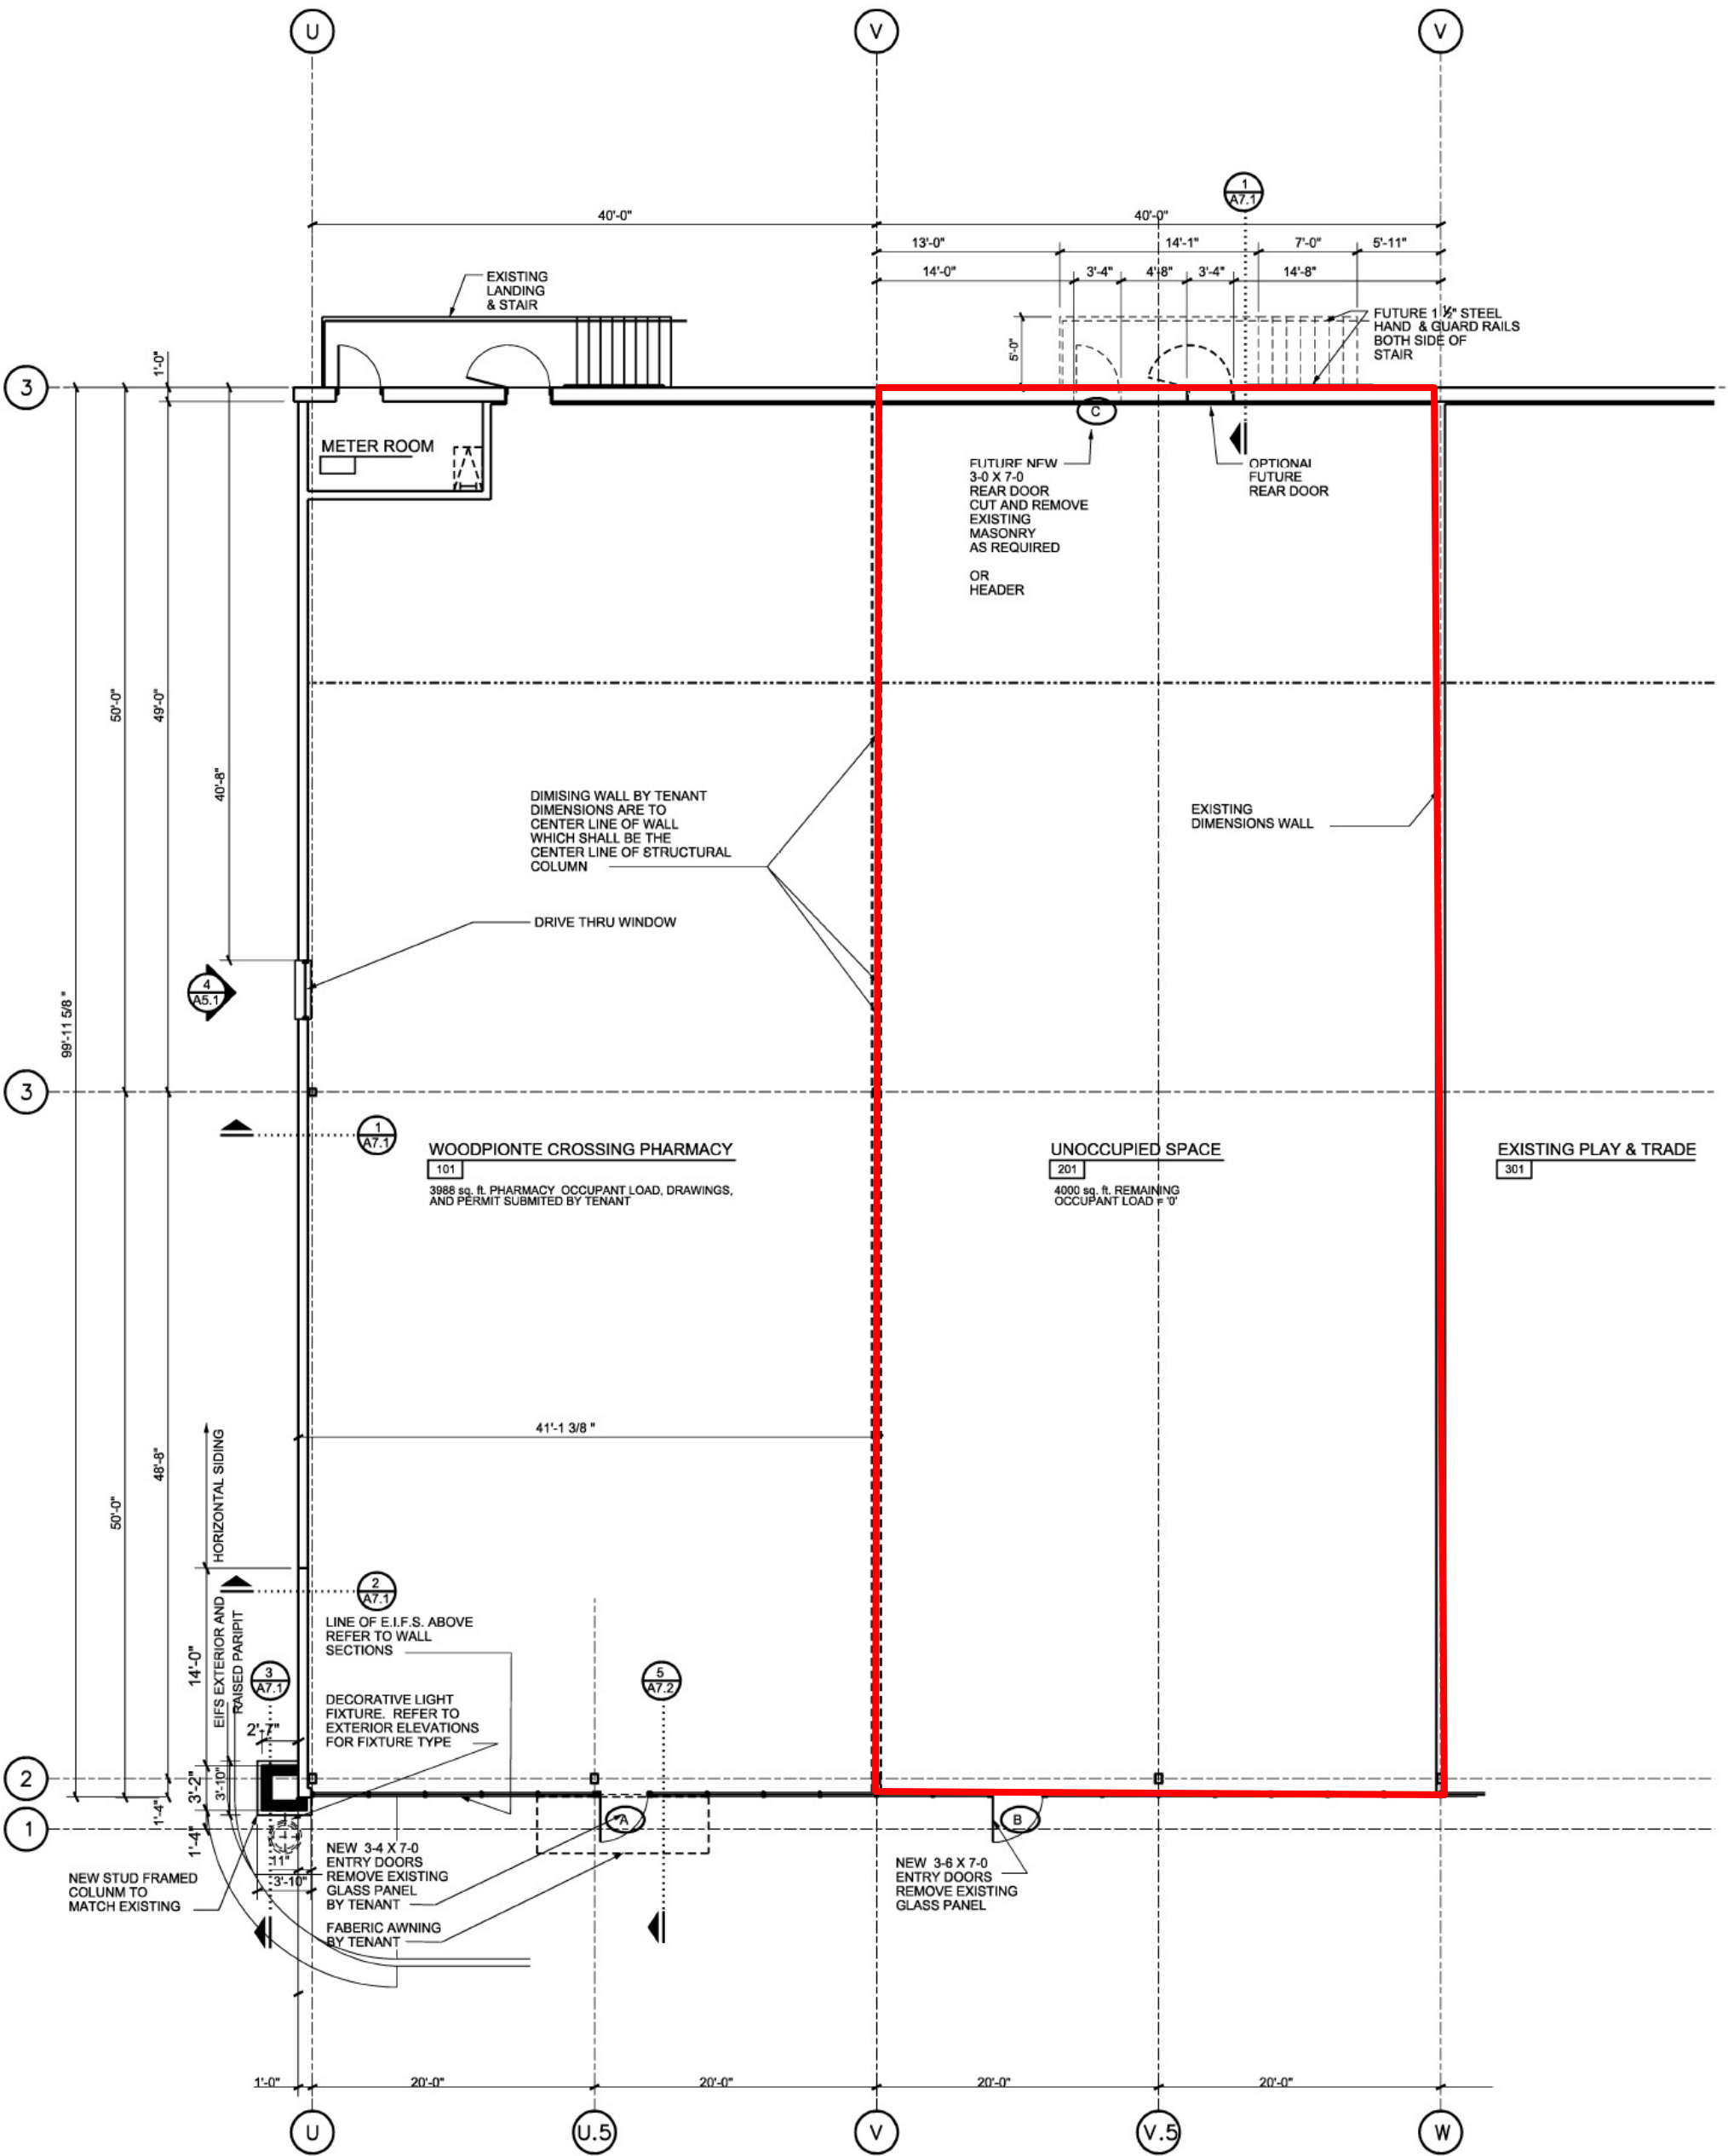 U
V
V
1
A7.1
40'-0"
40'-0"
13'-0"
14'-1"
7'-0"
5'-11"
14'-0"
3'-4"
4'-8"
3'-4"
14'-8"
EXISTING
LANDING
& STAIR
FUTURE 1 ½" STEEL
HAND & GUARD RAILS
BOTH SIDE OF
STAIR
5'-0"
1'-0"
3
C
METER ROOM
FUTURE NEW
3-0 X 7-0
REAR DOOR
CUT AND REMOVE
EXISTING
MASONRY
AS REQUIRED
OR
HEADER
OPTIONAL
FUTURE
REAR DOOR
50'-0"
49'-0"
40'-8"
DIMISING WALL BY TENANT
DIMENSIONS ARE TO
CENTER LINE OF WALL
WHICH SHALL BE THE
CENTER LINE OF STRUCTURAL
COLUMN
EXISTING
DIMENSIONS WALL
DRIVE THRU WINDOW
4
A5.1
99'-11 5/8 "
3
1
A7.1
WOODPIONTE CROSSING PHARMACY
101
3988 sq. ft. PHARMACY OCCUPANT LOAD, DRAWINGS,
AND PERMIT SUBMITED BY TENANT
UNOCCUPIED SPACE
201
4000 sq. ft. REMAINING
OCCUPANT LOAD = '0'
EXISTING PLAY & TRADE
301
41'-1 3/8 "
HORIZONTAL SIDING
48'-8"
50'-0"
2
A7.1
LINE OF E.I.F.S. ABOVE
REFER TO WALL
SECTIONS
EIFS EXTERIOR AND
RAISED PARIPIT
14'-0"
3
A7.1
5
A7.2
DECORATIVE LIGHT
FIXTURE. REFER TO
EXTERIOR ELEVATIONS
FOR FIXTURE TYPE
2'-7"
2
3'-2"
3'-10"
1'-4"
1'-4"
1
A
B
11"
3'-10"
NEW STUD FRAMED
COLUNM TO
MATCH EXISTING
NEW 3-4 X 7-0
ENTRY DOORS
REMOVE EXISTING
GLASS PANEL
BY TENANT
FABERIC AWNING
BY TENANT
NEW 3-6 X 7-0
ENTRY DOORS
REMOVE EXISTING
GLASS PANEL
1'-0"
20'-0"
20'-0"
20'-0"
20'-0"
U
U.5
V
V.5
W